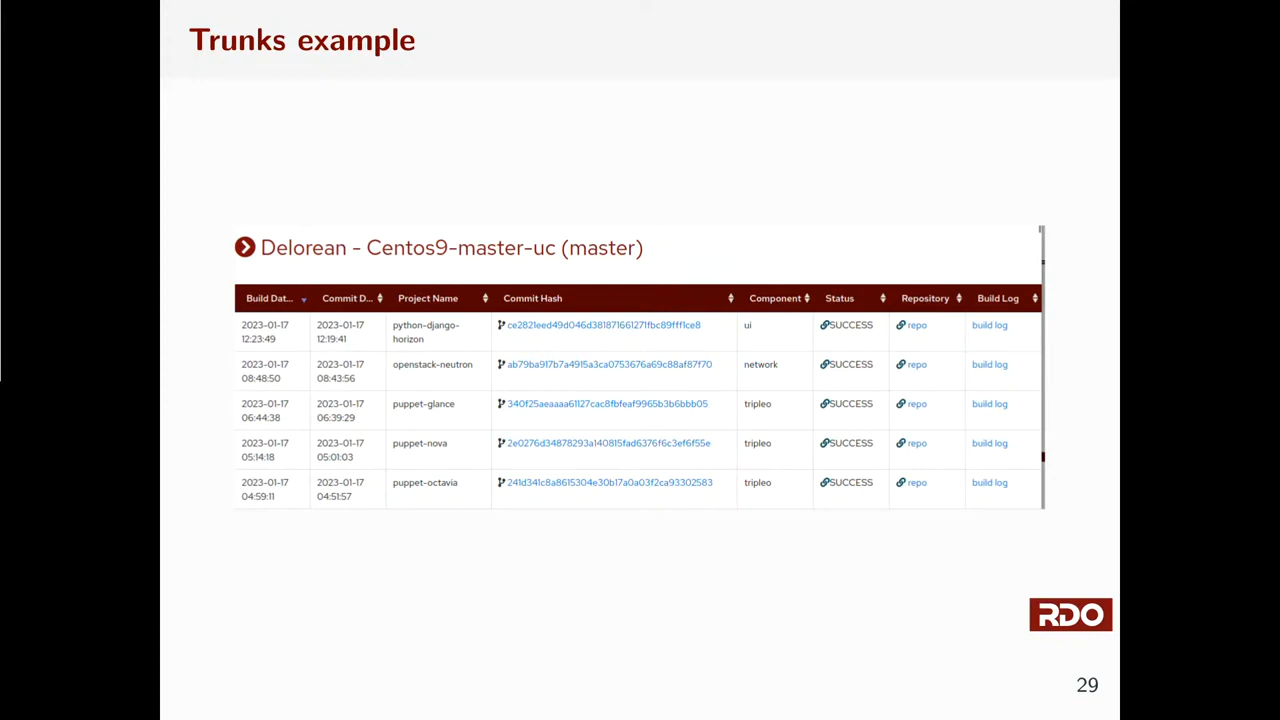 Trunks example
Delorean - Centos9-master-uc (master)
Build Dat... Commit D... Project Name Commit Hash Component Status Repository Build Log
2023-01-17 2023-01-17 python-django- ce2821eed49d046d381871661271fbc89fff1ce8 ui SUCCESS repo build log
12:23:49 12:19:41 horizon
2023-01-17 2023-01-17 openstack-neutron ab79ba917b7a4915a3ca0753676a69c88af87f70 network SUCCESS repo build log
08:48:50 08:43:56
2023-01-17 2023-01-17 puppet-glance 340f25aeaaaa61127cac8fbfeaf9965b3b6bbb05 tripleo SUCCESS repo build log
06:44:38 06:39:29
2023-01-17 2023-01-17 puppet-nova 2e0276d34878293a140815fad6376f6c3ef6f55e tripleo SUCCESS repo build log
05:14:18 05:01:03
2023-01-17 2023-01-17 puppet-octavia 241d341c8a8615304e30b17a0a03f2ca93302583 tripleo SUCCESS repo build log
04:59:11 04:51:57
RDO
29